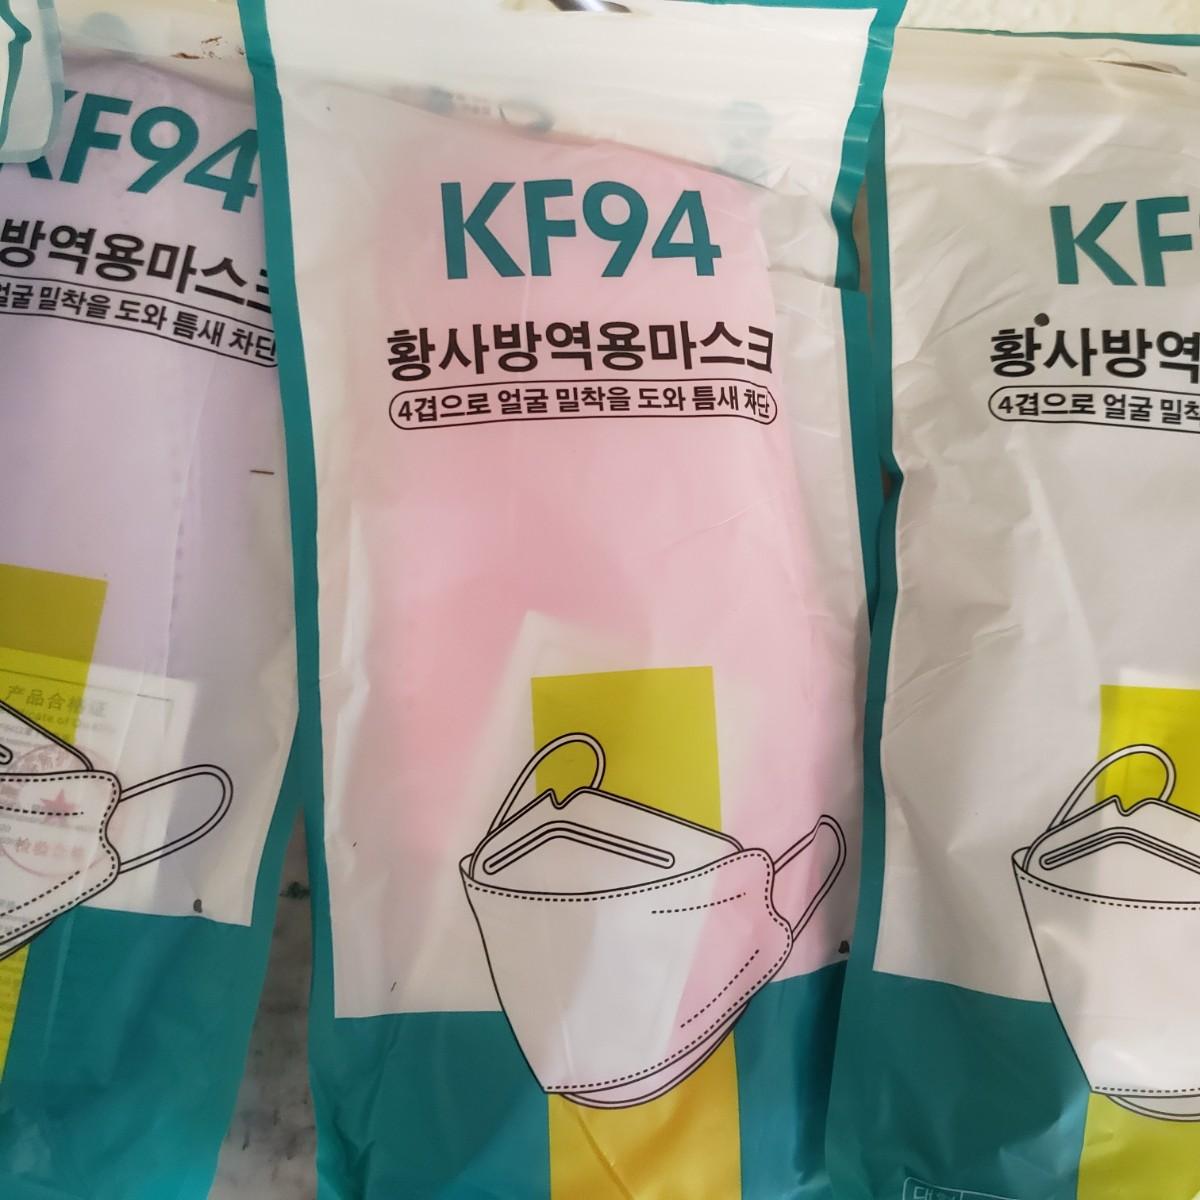 KF94
방역용마스크
얼굴 밀착을 도와 틈새 차단
产品合格证
KF94
황사방역용마스크
4겹으로 얼굴 밀착을 도와 틈새 차단
KF
황사방역
4겹으로 얼굴 밀착